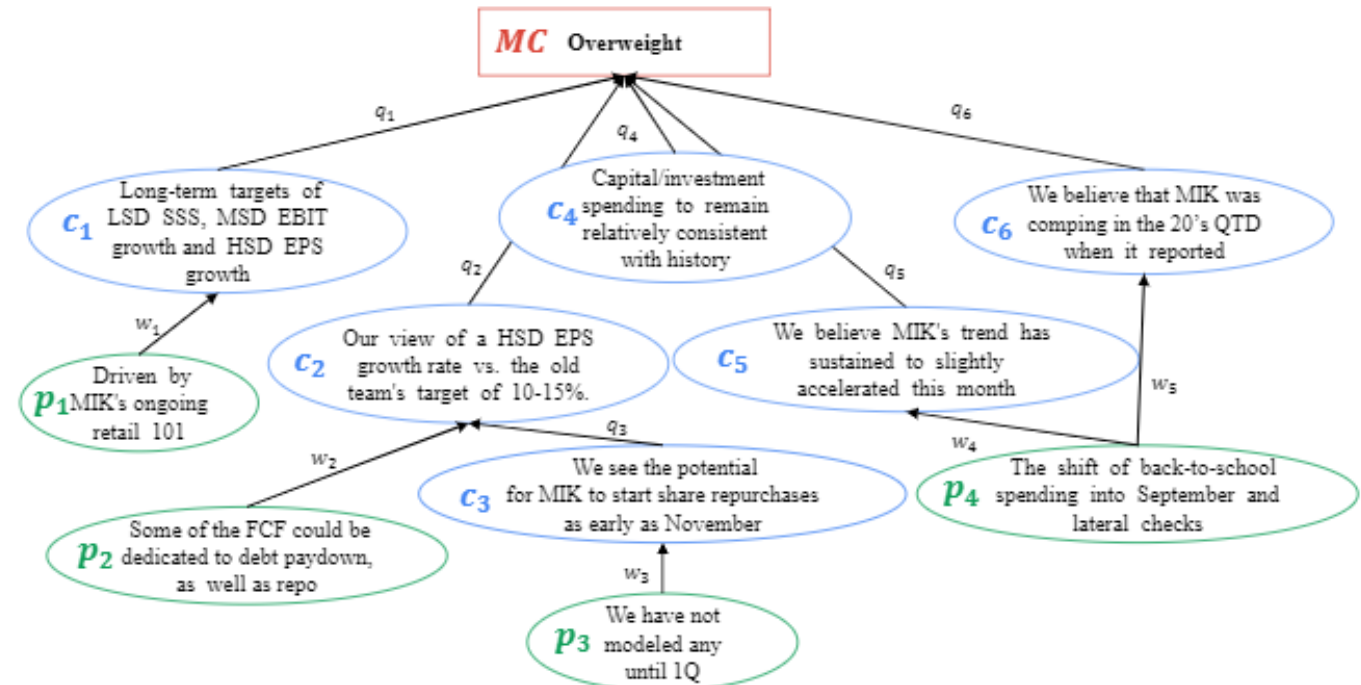 MC Overweight
q1
q4
q6
Long-term targets of
c1 LSD SSS, MSD EBIT
growth and HSD EPS
growth
Capital/investment
c4 spending to remain
relatively consistent
with history
We believe that MIK was
c6 comping in the 20's QTD
when it reported
q2
q5
w1
Our view of a HSD EPS
c2 growth rate vs. the old
team's target of 10-15%.
We believe MIK's trend has
c5 sustained to slightly
accelerated this month
w5
Driven by
p1 MIK's ongoing
retail 101
w2
q3
w4
We see the potential
c3 for MIK to start share repurchases
as early as November
The shift of back-to-school
p4 spending into September and
lateral checks
Some of the FCF could be
p2 dedicated to debt paydown,
as well as repo
w3
We have not
p3 modeled any
until 1Q